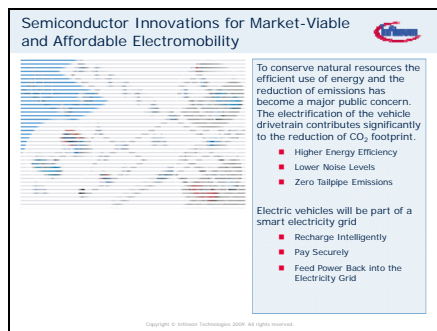 Semiconductor Innovations for Market-Viable
and Affordable Electromobility
Infineon
To conserve natural resources the
efficient use of energy and the
reduction of emissions has
become a major public concern.
The electrification of the vehicle
drivetrain contributes significantly
to the reduction of CO₂ footprint.
Higher Energy Efficiency
Lower Noise Levels
Zero Tailpipe Emissions
Electric vehicles will be part of a
smart electricity grid
Recharge Intelligently
Pay Securely
Feed Power Back into the
Electricity Grid
Copyright © Infineon Technologies 2009. All rights reserved.